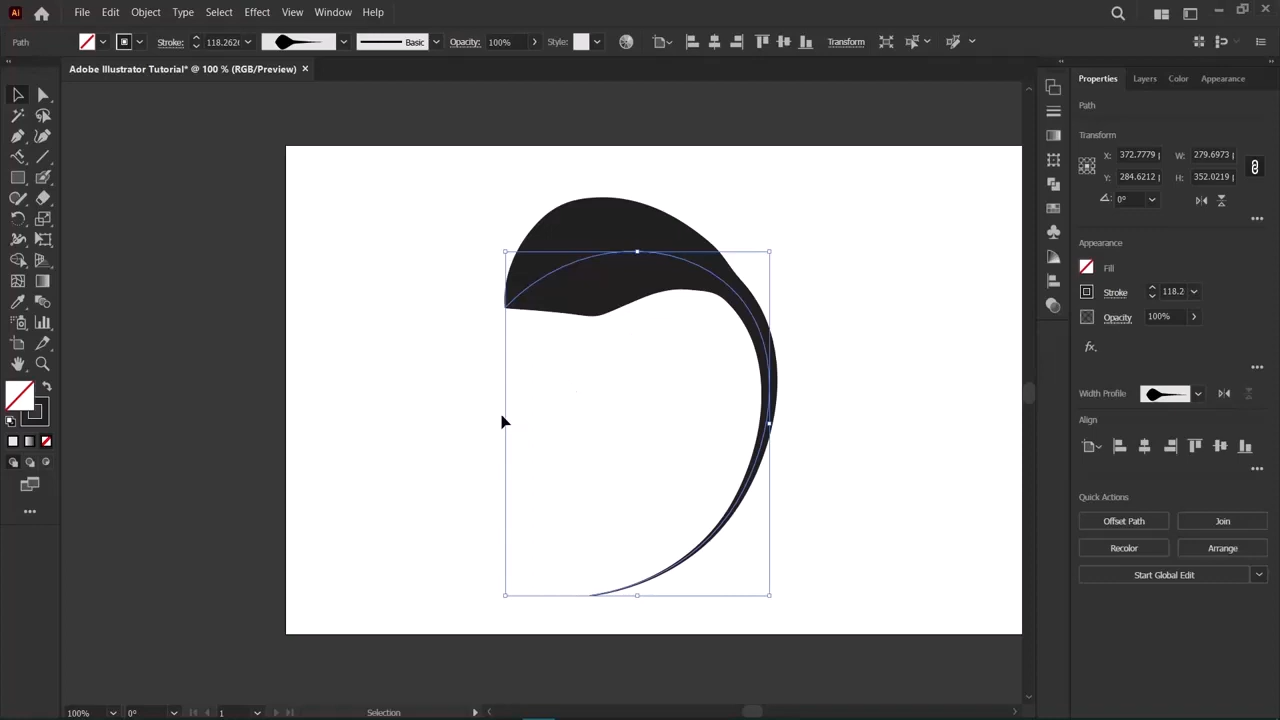 Ai File Edit Object Type Select Effect View Window Help
Path Stroke: 118.262 Basic Opacity: 100% Style: Transform
Adobe Illustrator Tutorial* @ 100 % (RGB/Preview) ×
Properties Layers Color Appearance
Path
Transform
X: 372.7779 W: 279.6973
Y: 284.6212 H: 352.0219
0°
Appearance
Fill
Stroke 118.2
Opacity 100%
fx.
Width Profile
Align
Quick Actions
Offset Path Join
Recolor Arrange
Start Global Edit
100% 0° 1 Selection